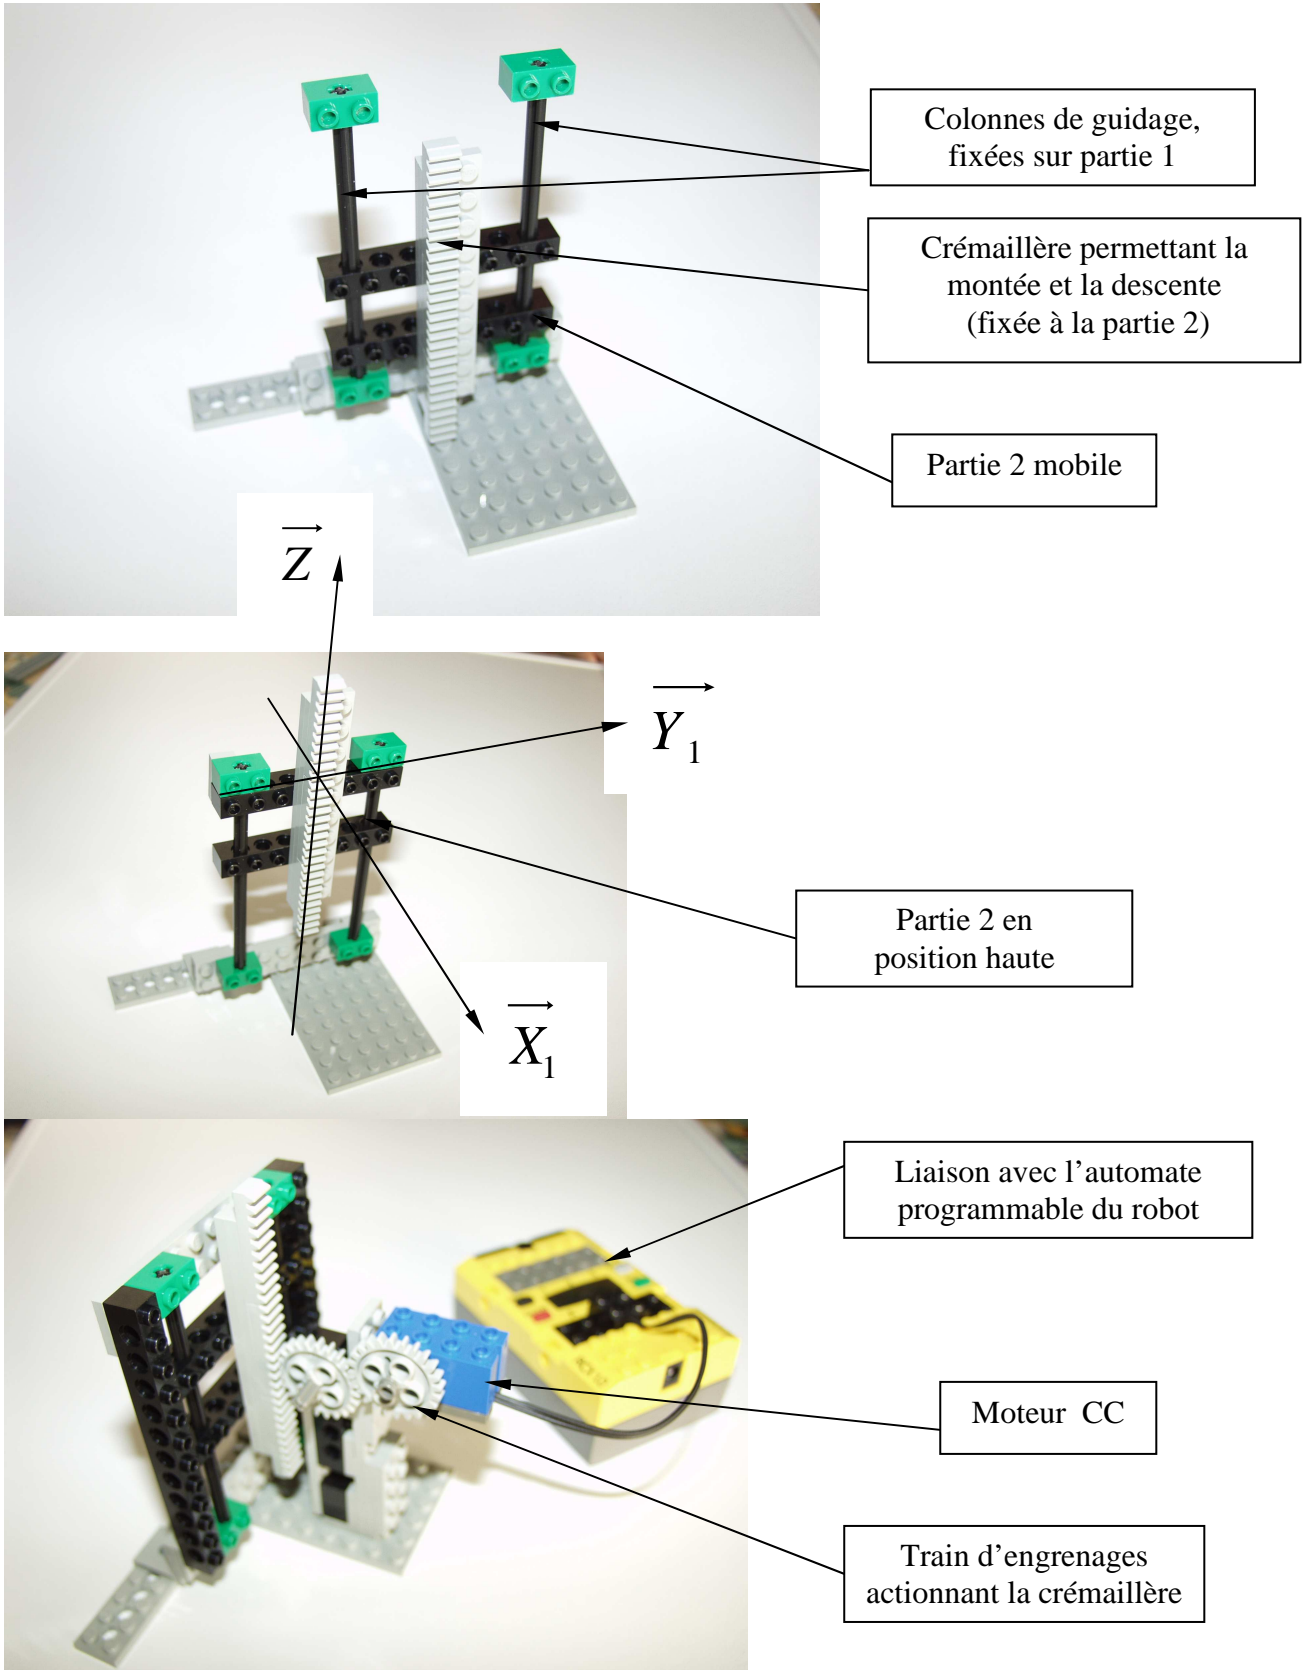 Colonnes de guidage,
fixées sur partie 1
Crémaillère permettant la
montée et la descente
(fixée à la partie 2)
Partie 2 mobile
Z
Y1
Partie 2 en
position haute
X1
Liaison avec l’automate
programmable du robot
Moteur CC
Train d’engrenages
actionnant la crémaillère